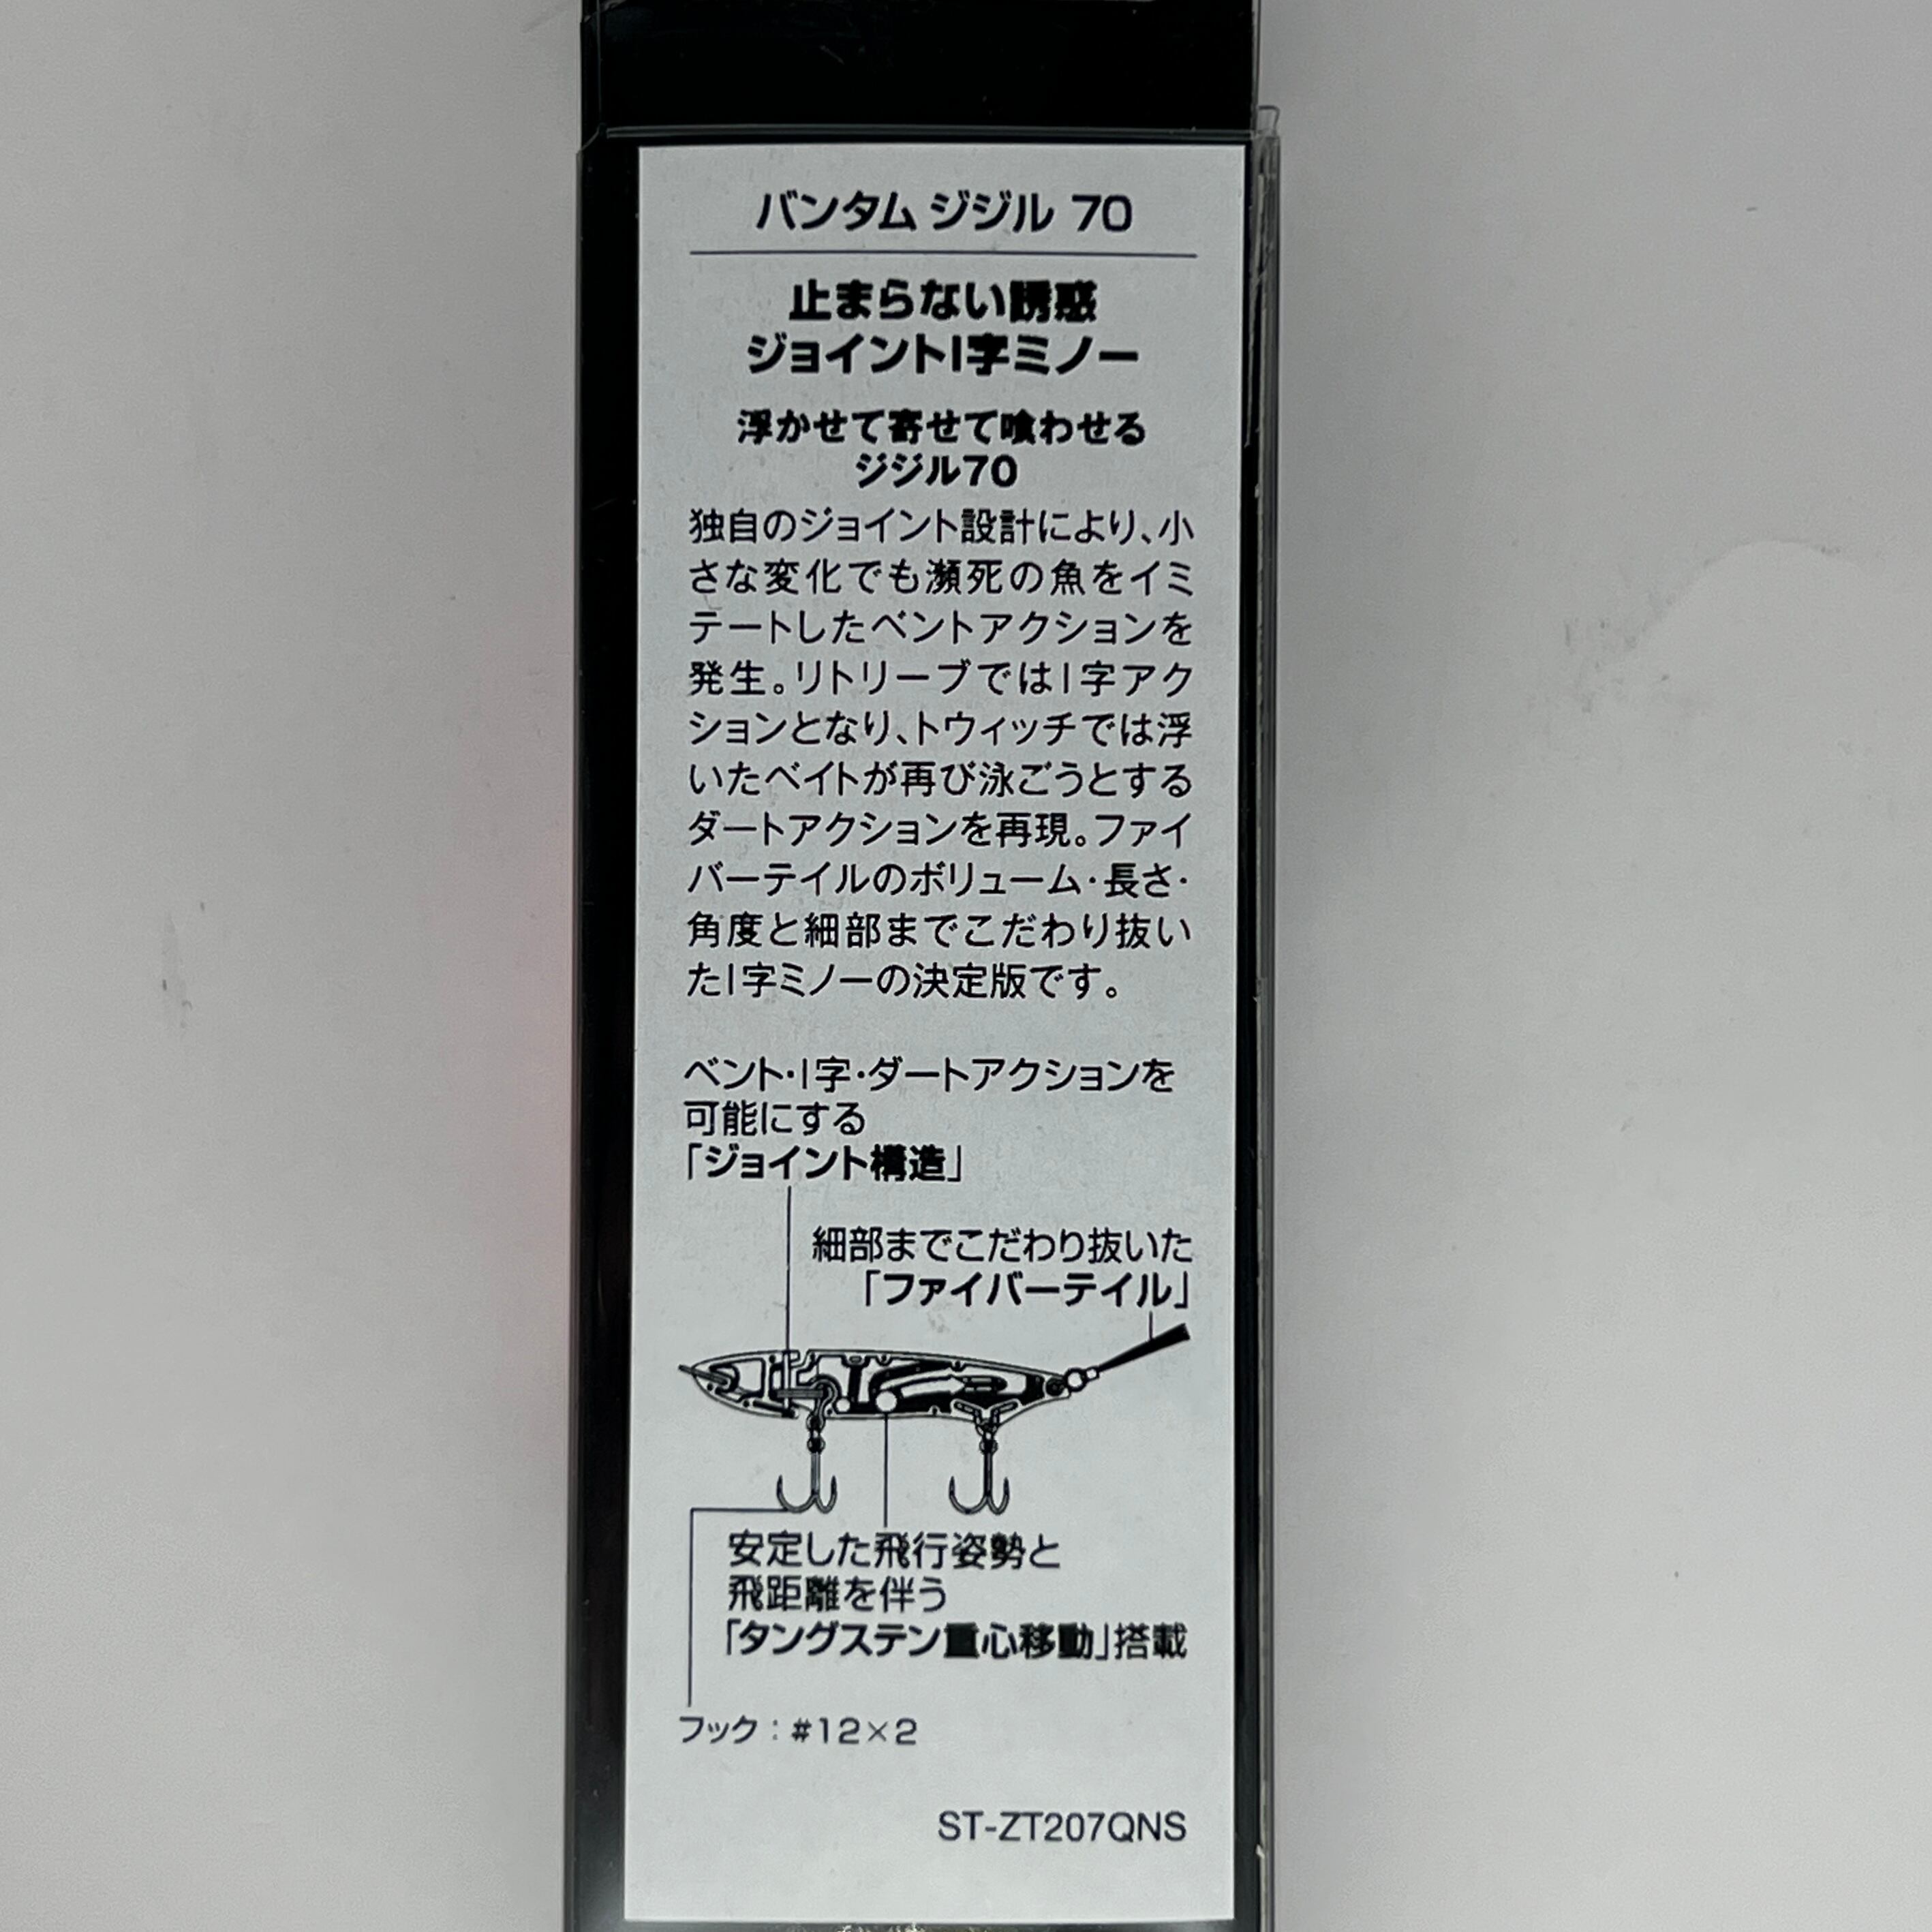 バンタム ジジル 70
止まらない誘惑
ジョイントI字ミノー
浮かせて寄せて喰わせる
ジジル70
独自のジョイント設計により、小
さな変化でも瀕死の魚をイミ
テートしたベントアクションを
発生。リトリーブではI字アク
ションとなり、トウィッチでは浮
いたベイトが再び泳ごうとする
ダートアクションを再現。ファイ
バーテイルのボリューム・長さ・
角度と細部までこだわり抜い
たI字ミノーの決定版です。
ベント・I字・ダートアクションを
可能にする
「ジョイント構造」
細部までこだわり抜いた
「ファイバーテイル」
安定した飛行姿勢と
飛距離を伴う
「タングステン重心移動」搭載
フック：#12×2
ST-ZT207QNS